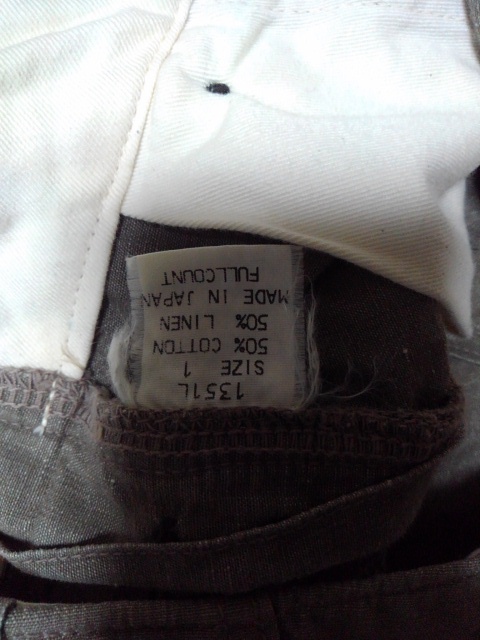 1351L
SIZE 1
50% COTTON
50% LINEN
MADE IN JAPAN
FULLCOUNT